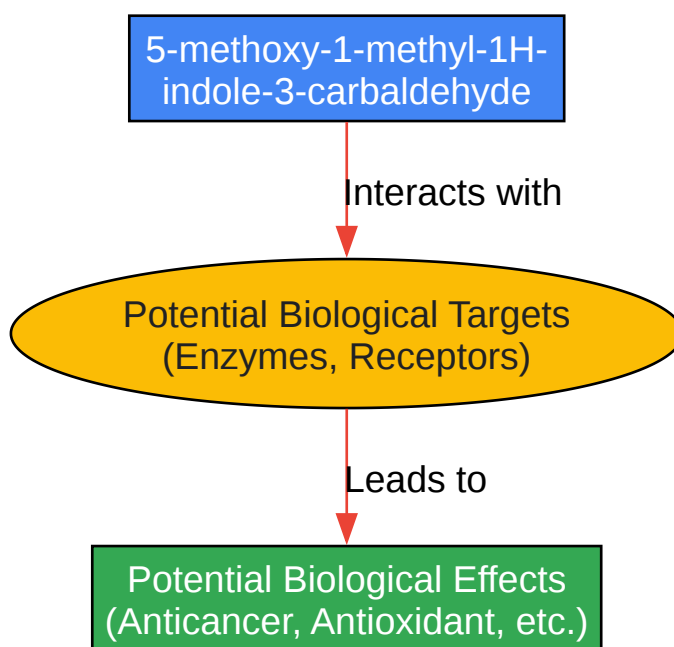 5-methoxy-1-methyl-1H-
indole-3-carbaldehyde
Interacts with
Potential Biological Targets
(Enzymes, Receptors)
Leads to
Potential Biological Effects
(Anticancer, Antioxidant, etc.)